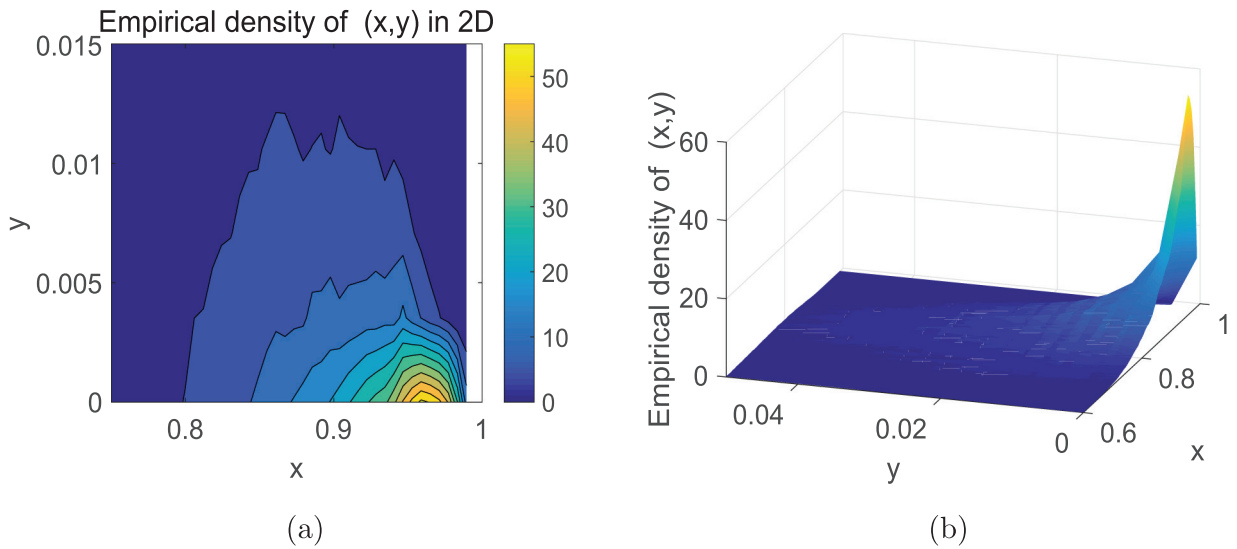 Empirical density of (x,y) in 2D
0.015
0.01
0.005
0
y
0.8
0.9
1
x
50
40
30
20
10
0
(a)
Empirical density of (x,y)
60
40
20
0
0.04
0.02
0
y
0.6
0.8
1
x
(b)